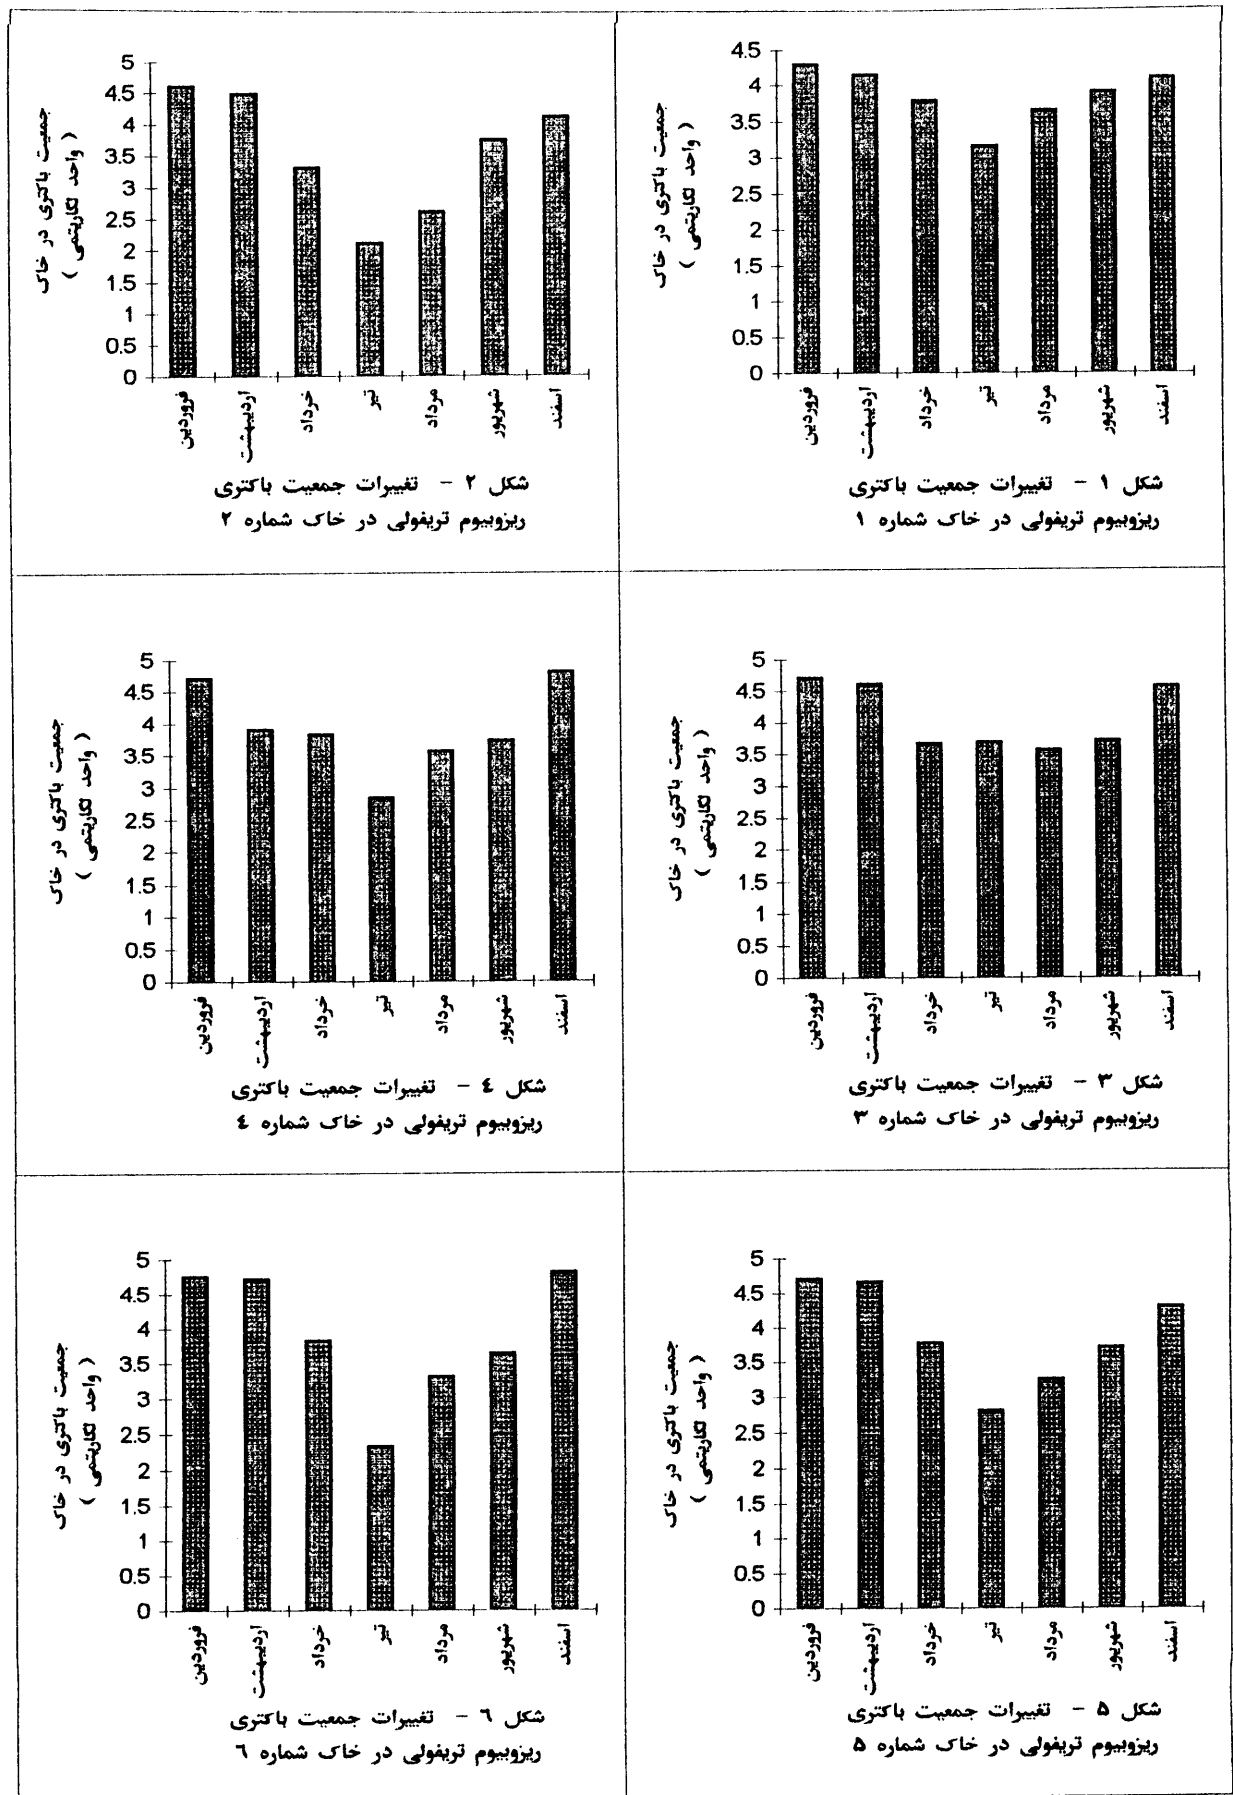 4.5
4
3.5
3
2.5
2
1.5
1
0.5
0
جمعیت باکتری در خاک
( واحد لگاریتمی )
فروردین
اردیبهشت
خرداد
تیر
مرداد
شهریور
اسفند
شکل ۱ - تغییرات جمعیت باکتری
ریزوبیوم تریفولی در خاک شماره ۱
5
4.5
4
3.5
3
2.5
2
1.5
1
0.5
0
جمعیت باکتری در خاک
( واحد لگاریتمی )
فروردین
اردیبهشت
خرداد
تیر
مرداد
شهریور
اسفند
شکل ۲ - تغییرات جمعیت باکتری
ریزوبیوم تریفولی در خاک شماره ۲
5
4.5
4
3.5
3
2.5
2
1.5
1
0.5
0
جمعیت باکتری در خاک
( واحد لگاریتمی )
فروردین
اردیبهشت
خرداد
تیر
مرداد
شهریور
اسفند
شکل ۳ - تغییرات جمعیت باکتری
ریزوبیوم تریفولی در خاک شماره ۳
5
4.5
4
3.5
3
2.5
2
1.5
1
0.5
0
جمعیت باکتری در خاک
( واحد لگاریتمی )
فروردین
اردیبهشت
خرداد
تیر
مرداد
شهریور
اسفند
شکل ٤ - تغییرات جمعیت باکتری
ریزوبیوم تریفولی در خاک شماره ٤
5
4.5
4
3.5
3
2.5
2
1.5
1
0.5
0
جمعیت باکتری در خاک
( واحد لگاریتمی )
فروردین
اردیبهشت
خرداد
تیر
مرداد
شهریور
اسفند
شکل ۵ - تغییرات جمعیت باکتری
ریزوبیوم تریفولی در خاک شماره ۵
5
4.5
4
3.5
3
2.5
2
1.5
1
0.5
0
جمعیت باکتری در خاک
( واحد لگاریتمی )
فروردین
اردیبهشت
خرداد
تیر
مرداد
شهریور
اسفند
شکل ٦ - تغییرات جمعیت باکتری
ریزوبیوم تریفولی در خاک شماره ٦